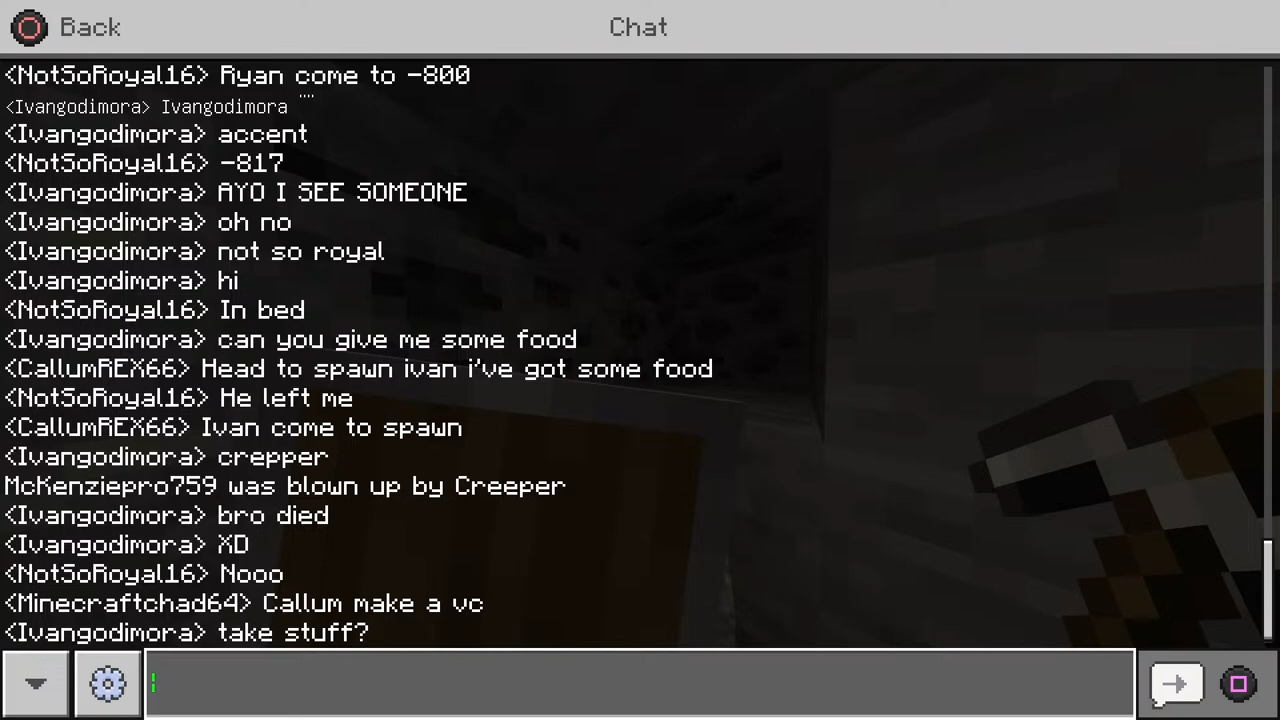 Back
Chat
<NotSoRoyal16> Ryan come to -800
<Ivangodimora> Ivangodimora ¨¨
<Ivangodimora> accent
<NotSoRoyal16> -817
<Ivangodimora> AYO I SEE SOMEONE
<Ivangodimora> oh no
<Ivangodimora> not so royal
<Ivangodimora> hi
<NotSoRoyal16> In bed
<Ivangodimora> can you give me some food
<CallumREX66> Head to spawn ivan i've got some food
<NotSoRoyal16> He left me
<CallumREX66> Ivan come to spawn
<Ivangodimora> crepper
McKenziepro759 was blown up by Creeper
<Ivangodimora> bro died
<Ivangodimora> XD
<NotSoRoyal16> Nooo
<Minecraftchad64> Callum make a vc
<Ivangodimora> take stuff?